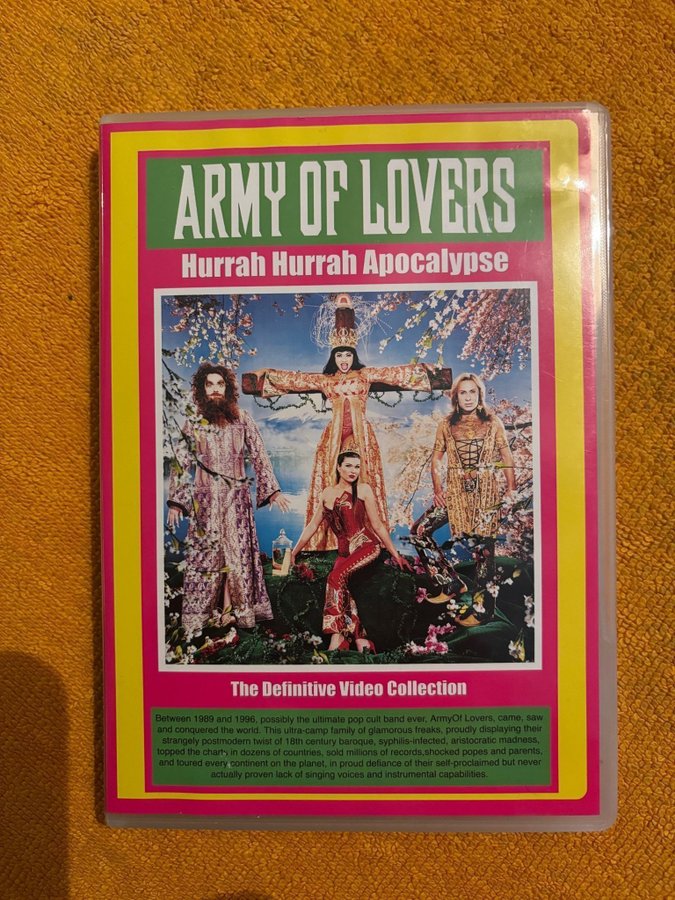 ARMY OF LOVERS
Hurrah Hurrah Apocalypse
The Definitive Video Collection
Between 1989 and 1996, possibly the ultimate pop cult band ever, ArmyOf Lovers, came, saw
and conquered the world. This ultra-camp family of glamorous freaks, proudly displaying their
strangely postmodern twist of 18th century baroque, syphilis-infected, aristocratic madness,
topped the charts in dozens of countries, sold millions of records,shocked popes and parents,
and toured every continent on the planet, in proud defiance of their self-proclaimed but never
actually proven lack of singing voices and instrumental capabilities.